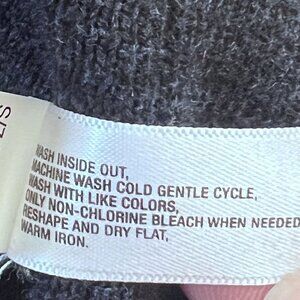 WASH INSIDE OUT,
MACHINE WASH COLD GENTLE CYCLE,
WASH WITH LIKE COLORS,
ONLY NON-CHLORINE BLEACH WHEN NEEDED
RESHAPE AND DRY FLAT,
WARM IRON.